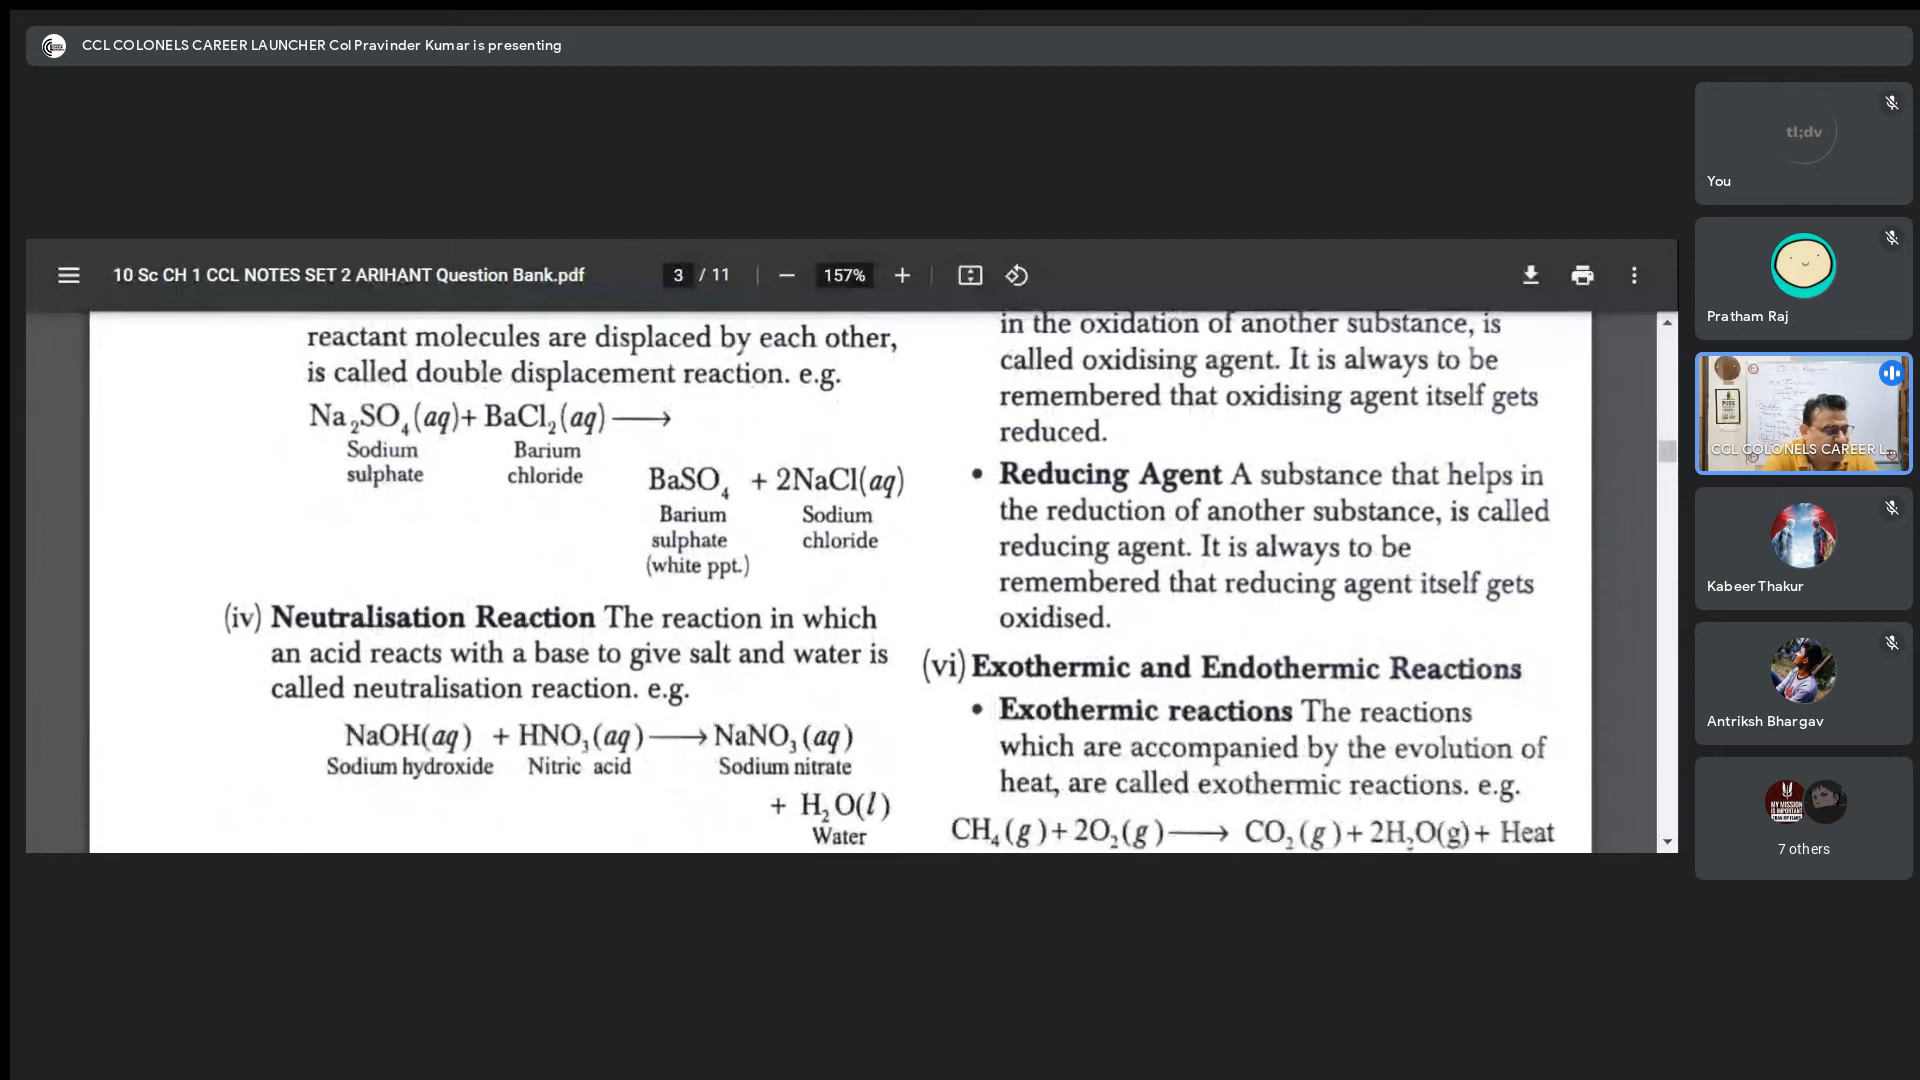 CCL COLONELS CAREER LAUNCHER Col Pravinder Kumar is presenting
10 Sc CH 1 CCL NOTES SET 2 ARIHANT Question Bank.pdf
3 / 11
157%
reactant molecules are displaced by each other,
is called double displacement reaction. e.g.
Na₂SO₄(aq)+ BaCl₂(aq)⟶
Sodium Barium
sulphate chloride
BaSO₄ + 2NaCl(aq)
Barium Sodium
sulphate chloride
(white ppt.)
(iv) Neutralisation Reaction The reaction in which
an acid reacts with a base to give salt and water is
called neutralisation reaction. e.g.
NaOH(aq) + HNO₃(aq)⟶NaNO₃(aq)
Sodium hydroxide Nitric acid Sodium nitrate
+ H₂O(l)
Water
in the oxidation of another substance, is
called oxidising agent. It is always to be
remembered that oxidising agent itself gets
reduced.
• Reducing Agent A substance that helps in
the reduction of another substance, is called
reducing agent. It is always to be
remembered that reducing agent itself gets
oxidised.
(vi) Exothermic and Endothermic Reactions
• Exothermic reactions The reactions
which are accompanied by the evolution of
heat, are called exothermic reactions. e.g.
CH₄(g)+2O₂(g)⟶ CO₂(g)+2H₂O(g)+ Heat
tl;dv
You
Pratham Raj
CCL COLONELS CAREER L...
Kabeer Thakur
Antriksh Bhargav
MY MISSION
IS IMPORTANT
7 others